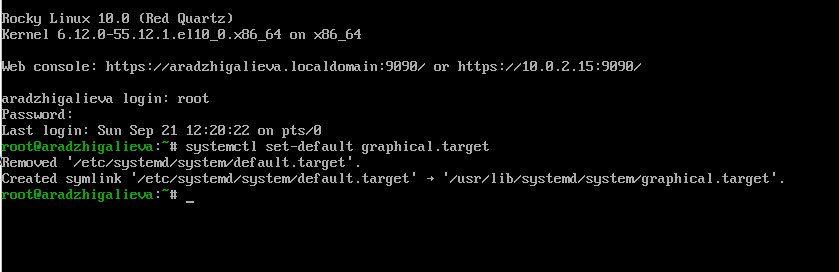 Rocky Linux 10.0 (Red Quartz)
Kernel 6.12.0-55.12.1.el10_0.x86_64 on x86_64
Web console: https://aradzhigalieva.localdomain:9090/ or https://10.0.2.15:9090/
aradzhigalieva login: root
Password:
Last login: Sun Sep 21 12:20:22 on pts/0
root@aradzhigalieva:~# systemctl set-default graphical.target
Removed '/etc/systemd/system/default.target'.
Created symlink '/etc/systemd/system/default.target' → '/usr/lib/systemd/system/graphical.target'.
root@aradzhigalieva:~# _